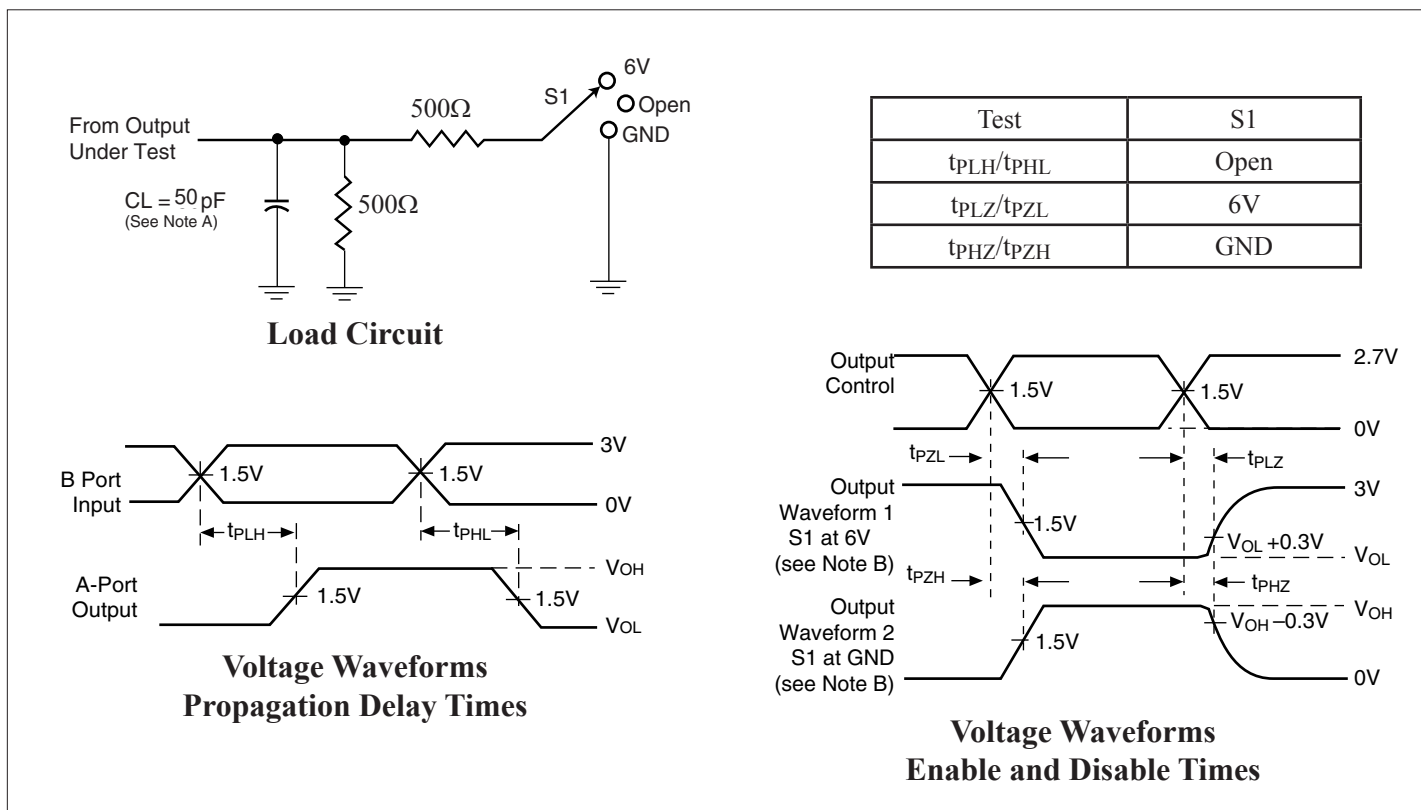 6V
S1
Open
GND
500Ω
From Output
Under Test
CL = 50 pF
(See Note A)
500Ω
Load Circuit
Test S1
tPLH/tPHL Open
tPLZ/tPZL 6V
tPHZ/tPZH GND
B Port
Input
1.5V
1.5V
3V
0V
tPLH
tPHL
A-Port
Output
1.5V
1.5V
VOH
VOL
Voltage Waveforms
Propagation Delay Times
Output
Control
1.5V
1.5V
2.7V
0V
tPZL
tPLZ
Output
Waveform 1
S1 at 6V
(see Note B)
1.5V
3V
VOL +0.3V
VOL
tPZH
tPHZ
Output
Waveform 2
S1 at GND
(see Note B)
1.5V
VOH
VOH –0.3V
0V
Voltage Waveforms
Enable and Disable Times